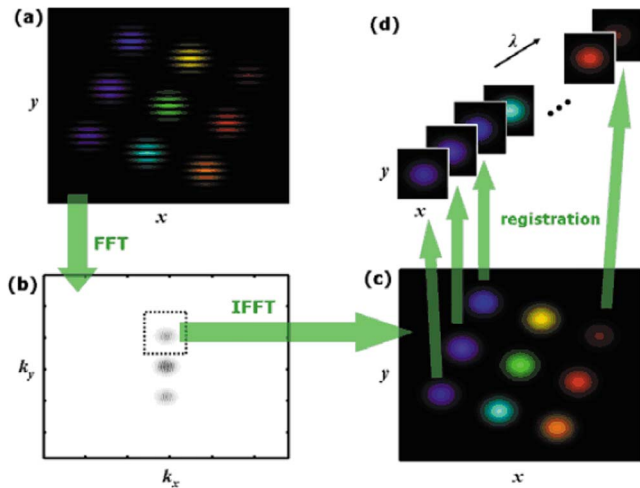 (a)
y
x
FFT
(b)
k_y
k_x
IFFT
(d)
λ
y
x
registration
(c)
y
x